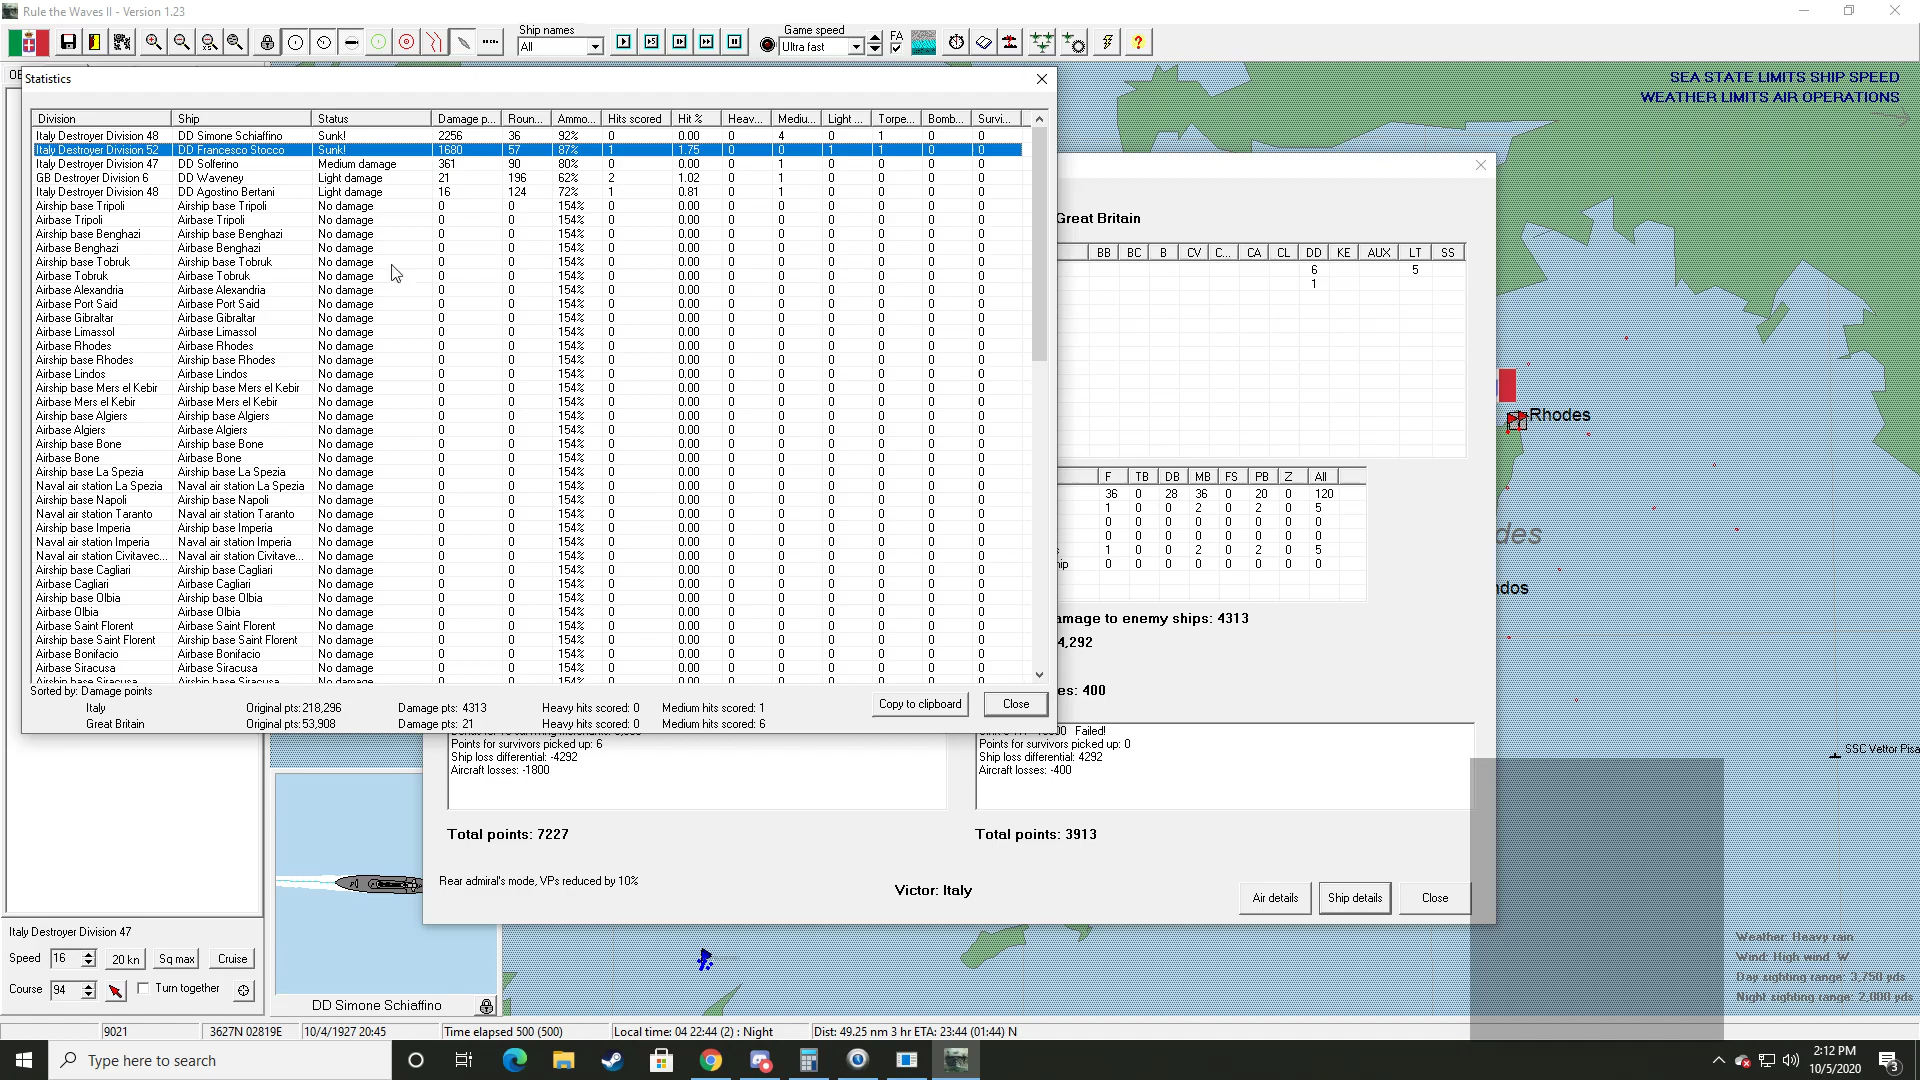 Rule the Waves II - Version 1.23
Ship names
All
Game speed
Ultra fast
FA
SEA STATE LIMITS SHIP SPEED
WEATHER LIMITS AIR OPERATIONS
Statistics
Division Ship Status Damage p... Roun... Ammo... Hits scored Hit % Heav... Mediu... Light ... Torpe... Bomb... Survi...
Italy Destroyer Division 48 DD Simone Schiaffino Sunk! 2256 36 92% 0 0.00 0 4 0 1 0 0
Italy Destroyer Division 52 DD Francesco Stocco Sunk! 1680 57 87% 1 1.75 0 0 1 1 0 0
Italy Destroyer Division 47 DD Solferino Medium damage 361 90 80% 0 0.00 0 1 0 0 0 0
GB Destroyer Division 6 DD Waveney Light damage 21 196 62% 2 1.02 0 1 0 0 0 0
Italy Destroyer Division 48 DD Agostino Bertani Light damage 16 124 72% 1 0.81 0 1 0 0 0 0
Airship base Tripoli Airship base Tripoli No damage 0 0 154% 0 0.00 0 0 0 0 0 0
Airbase Tripoli Airbase Tripoli No damage 0 0 154% 0 0.00 0 0 0 0 0 0
Airship base Benghazi Airship base Benghazi No damage 0 0 154% 0 0.00 0 0 0 0 0 0
Airbase Benghazi Airbase Benghazi No damage 0 0 154% 0 0.00 0 0 0 0 0 0
Airship base Tobruk Airship base Tobruk No damage 0 0 154% 0 0.00 0 0 0 0 0 0
Airbase Tobruk Airbase Tobruk No damage 0 0 154% 0 0.00 0 0 0 0 0 0
Airbase Alexandria Airbase Alexandria No damage 0 0 154% 0 0.00 0 0 0 0 0 0
Airbase Port Said Airbase Port Said No damage 0 0 154% 0 0.00 0 0 0 0 0 0
Airbase Gibraltar Airbase Gibraltar No damage 0 0 154% 0 0.00 0 0 0 0 0 0
Airbase Limassol Airbase Limassol No damage 0 0 154% 0 0.00 0 0 0 0 0 0
Airbase Rhodes Airbase Rhodes No damage 0 0 154% 0 0.00 0 0 0 0 0 0
Airship base Rhodes Airship base Rhodes No damage 0 0 154% 0 0.00 0 0 0 0 0 0
Airbase Lindos Airbase Lindos No damage 0 0 154% 0 0.00 0 0 0 0 0 0
Airship base Mers el Kebir Airship base Mers el Kebir No damage 0 0 154% 0 0.00 0 0 0 0 0 0
Airbase Mers el Kebir Airbase Mers el Kebir No damage 0 0 154% 0 0.00 0 0 0 0 0 0
Airship base Algiers Airship base Algiers No damage 0 0 154% 0 0.00 0 0 0 0 0 0
Airbase Algiers Airbase Algiers No damage 0 0 154% 0 0.00 0 0 0 0 0 0
Airship base Bone Airship base Bone No damage 0 0 154% 0 0.00 0 0 0 0 0 0
Airbase Bone Airbase Bone No damage 0 0 154% 0 0.00 0 0 0 0 0 0
Airship base La Spezia Airship base La Spezia No damage 0 0 154% 0 0.00 0 0 0 0 0 0
Naval air station La Spezia Naval air station La Spezia No damage 0 0 154% 0 0.00 0 0 0 0 0 0
Airship base Napoli Airship base Napoli No damage 0 0 154% 0 0.00 0 0 0 0 0 0
Naval air station Taranto Naval air station Taranto No damage 0 0 154% 0 0.00 0 0 0 0 0 0
Airship base Imperia Airship base Imperia No damage 0 0 154% 0 0.00 0 0 0 0 0 0
Naval air station Imperia Naval air station Imperia No damage 0 0 154% 0 0.00 0 0 0 0 0 0
Naval air station Civitavec... Naval air station Civitave... No damage 0 0 154% 0 0.00 0 0 0 0 0 0
Airship base Cagliari Airship base Cagliari No damage 0 0 154% 0 0.00 0 0 0 0 0 0
Airbase Cagliari Airbase Cagliari No damage 0 0 154% 0 0.00 0 0 0 0 0 0
Airship base Olbia Airship base Olbia No damage 0 0 154% 0 0.00 0 0 0 0 0 0
Airbase Olbia Airbase Olbia No damage 0 0 154% 0 0.00 0 0 0 0 0 0
Airbase Saint Florent Airbase Saint Florent No damage 0 0 154% 0 0.00 0 0 0 0 0 0
Airship base Saint Florent Airship base Saint Florent No damage 0 0 154% 0 0.00 0 0 0 0 0 0
Airbase Bonifacio Airbase Bonifacio No damage 0 0 154% 0 0.00 0 0 0 0 0 0
Airbase Siracusa Airbase Siracusa No damage 0 0 154% 0 0.00 0 0 0 0 0 0
Airship base Siracusa Airship base Siracusa No damage 0 0 154% 0 0.00 0 0 0 0 0 0
Sorted by: Damage points
Italy Original pts:218,296 Damage pts: 4313 Heavy hits scored: 0 Medium hits scored: 1
Great Britain Original pts:53,908 Damage pts: 21 Heavy hits scored: 0 Medium hits scored: 6
Copy to clipboard
Close
Great Britain
BB BC B CV C... CA CL DD KE AUX LT SS
6 5
1
F TB DB MB FS PB Z All
36 0 28 36 0 20 0 120
1 0 0 2 0 2 0 5
0 0 0 0 0 0 0 0
0 0 0 0 0 0 0 0
s 1 0 0 2 0 2 0 5
ip 0 0 0 0 0 0 0 0
amage to enemy ships: 4313
4,292
es: 400
Points for survivors picked up: 6
Ship loss differential: -4292
Aircraft losses: -1800
Failed!
Points for survivors picked up: 0
Ship loss differential: 4292
Aircraft losses: -400
Total points: 7227
Total points: 3913
Rear admiral's mode, VPs reduced by 10%
Victor: Italy
Air details
Ship details
Close
Rhodes
des
ndos
SSC Vettor Pisa
Weather: Heavy rain
Wind: High wind W
Day sighting range: 3,750 yds
Night sighting range: 2,000 yds
Italy Destroyer Division 47
Speed 16 20 kn Sq max Cruise
Course 94 Turn together
DD Simone Schiaffino
9021 3627N 02819E 10/4/1927 20:45 Time elapsed 500 (500) Local time: 04 22:44 (2) : Night Dist: 49.25 nm 3 hr ETA: 23:44 (01:44) N
Type here to search
2:12 PM
10/5/2020
3